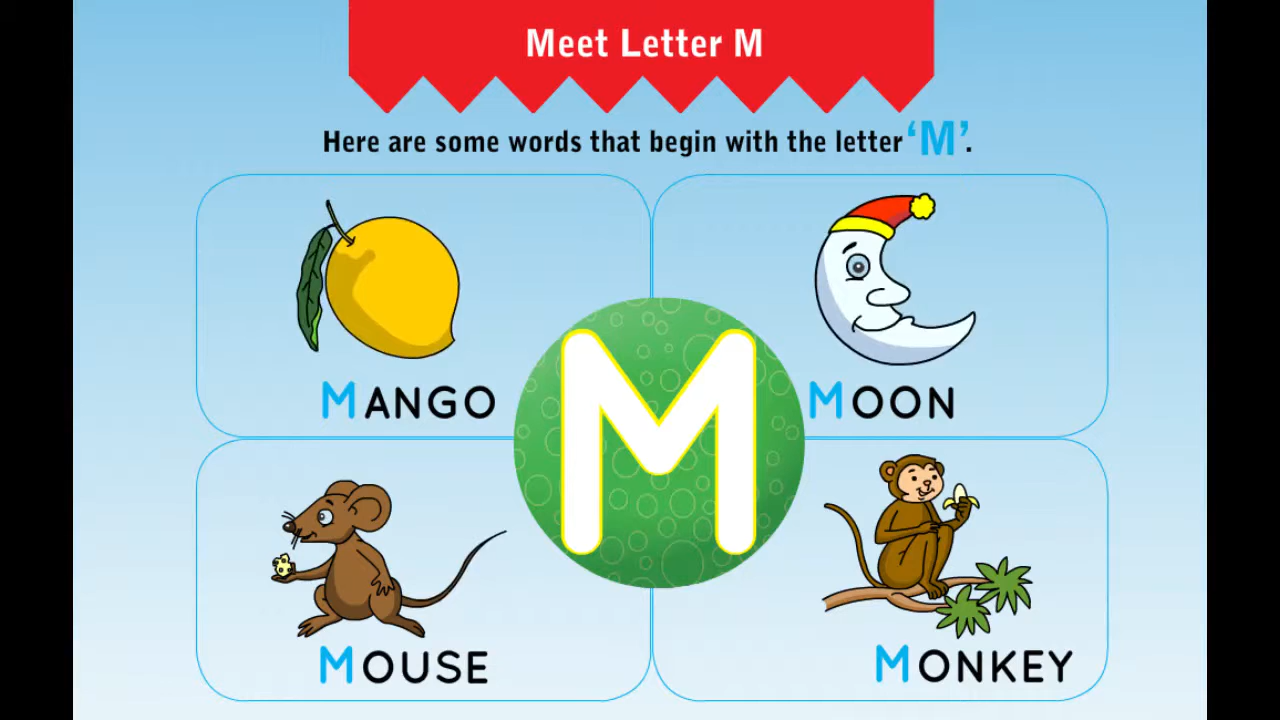 Meet Letter M
Here are some words that begin with the letter ‘M’.
MANGO
MOON
M
MOUSE
MONKEY